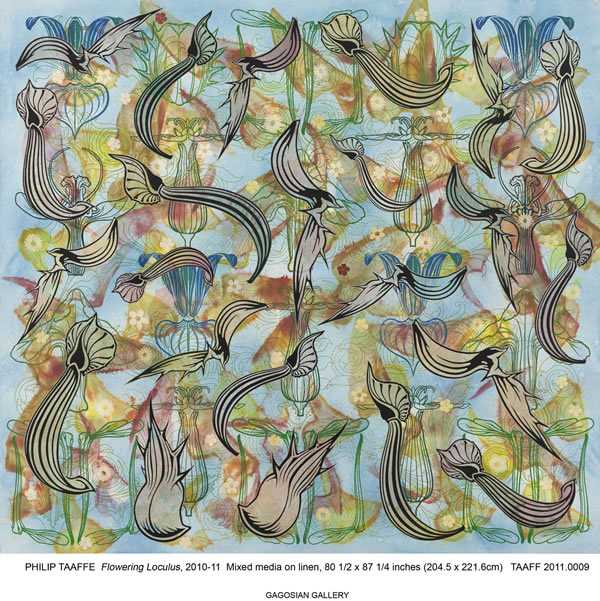 PHILIP TAAFFE Flowering Loculus, 2010-11 Mixed media on linen, 80 1/2 x 87 1/4 inches (204.5 x 221.6cm) TAAFF 2011.0009
GAGOSIAN GALLERY